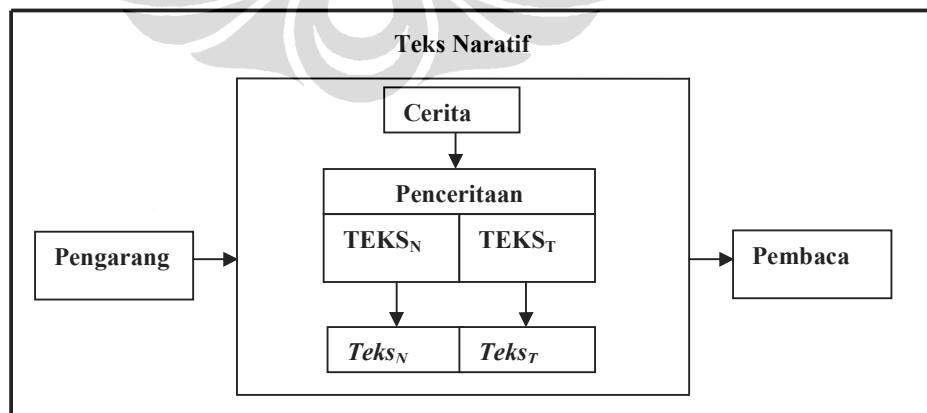 Teks Naratif
Cerita
Penceritaan
TEKS_N TEKS_T
Pengarang
Pembaca
Teks_N Teks_T